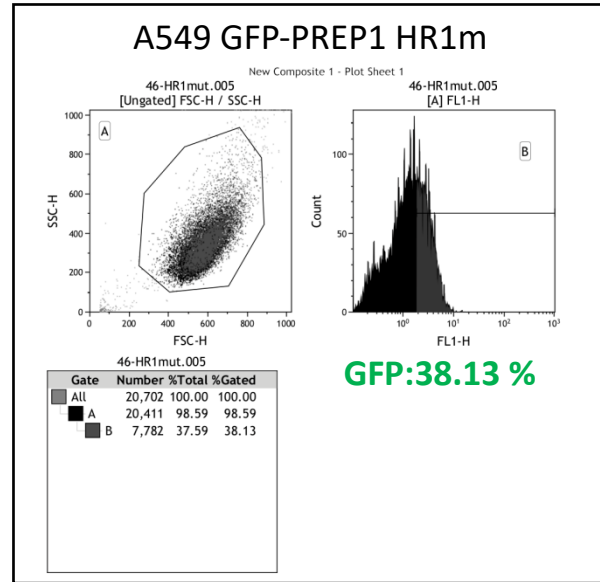 A549 GFP-PREP1 HR1m
New Composite 1 - Plot Sheet 1
46-HR1mut.005
[Ungated] FSC-H / SSC-H
A
1000
800
600
400
200
0
SSC-H
0 200 400 600 800 1000
FSC-H
46-HR1mut.005
[A] FL1-H
B
100
50
0
Count
10⁰ 10¹ 10² 10³
FL1-H
GFP:38.13 %
46-HR1mut.005
Gate Number %Total %Gated
All 20,702 100.00 100.00
A 20,411 98.59 98.59
B 7,782 37.59 38.13